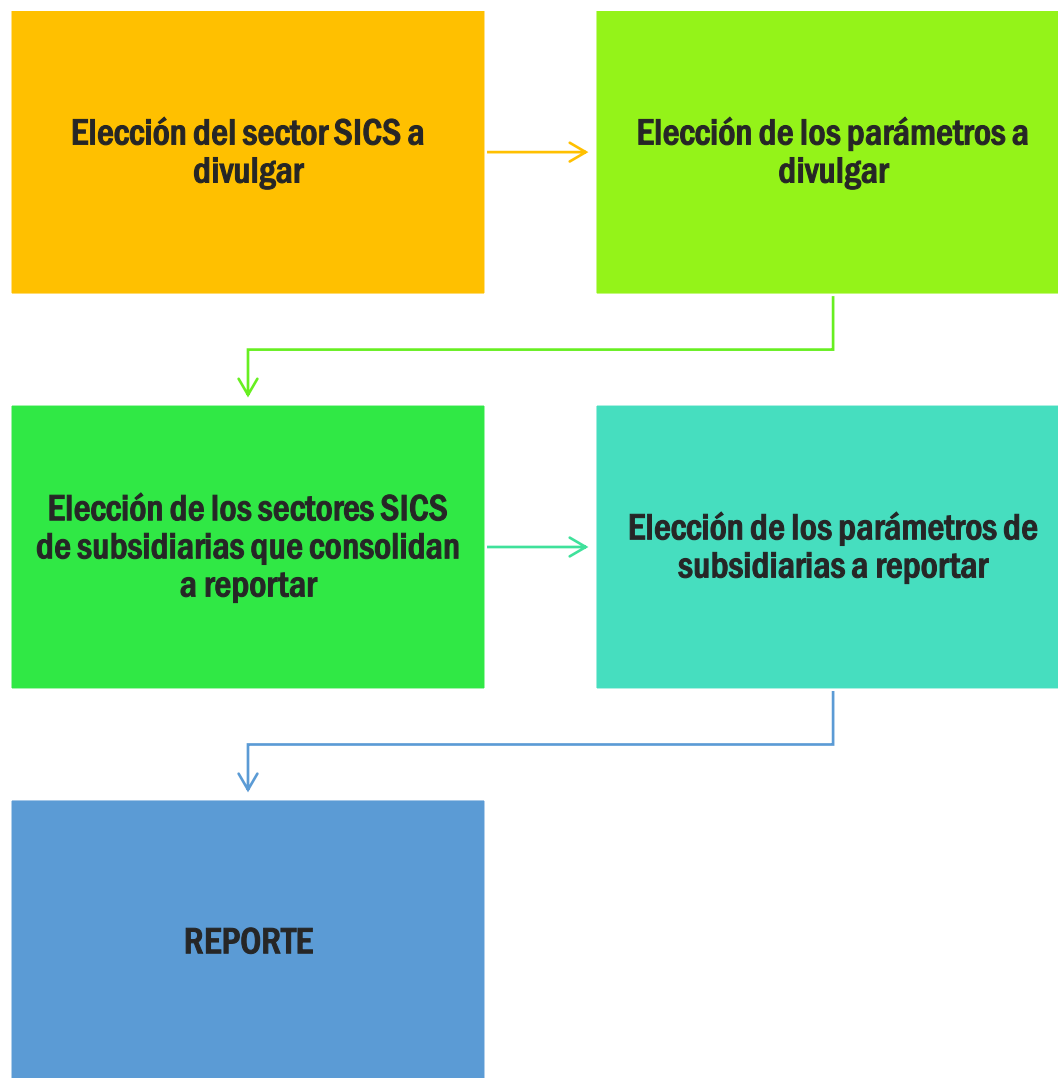 Elección del sector SICS a
divulgar
Elección de los parámetros a
divulgar
Elección de los sectores SICS
de subsidiarias que consolidan
a reportar
Elección de los parámetros de
subsidiarias a reportar
REPORTE